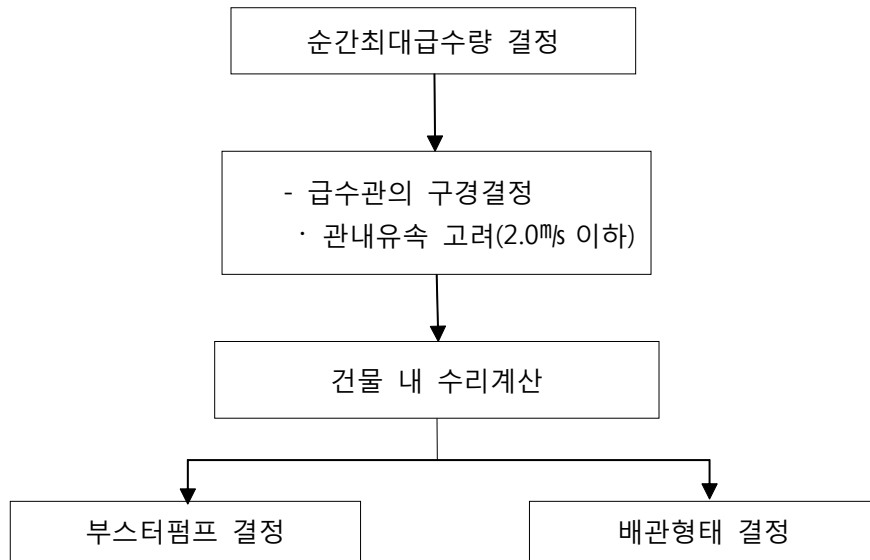 순간최대급수량 결정
- 급수관의 구경결정
· 관내유속 고려(2.0㎧ 이하)
건물 내 수리계산
부스터펌프 결정
배관형태 결정